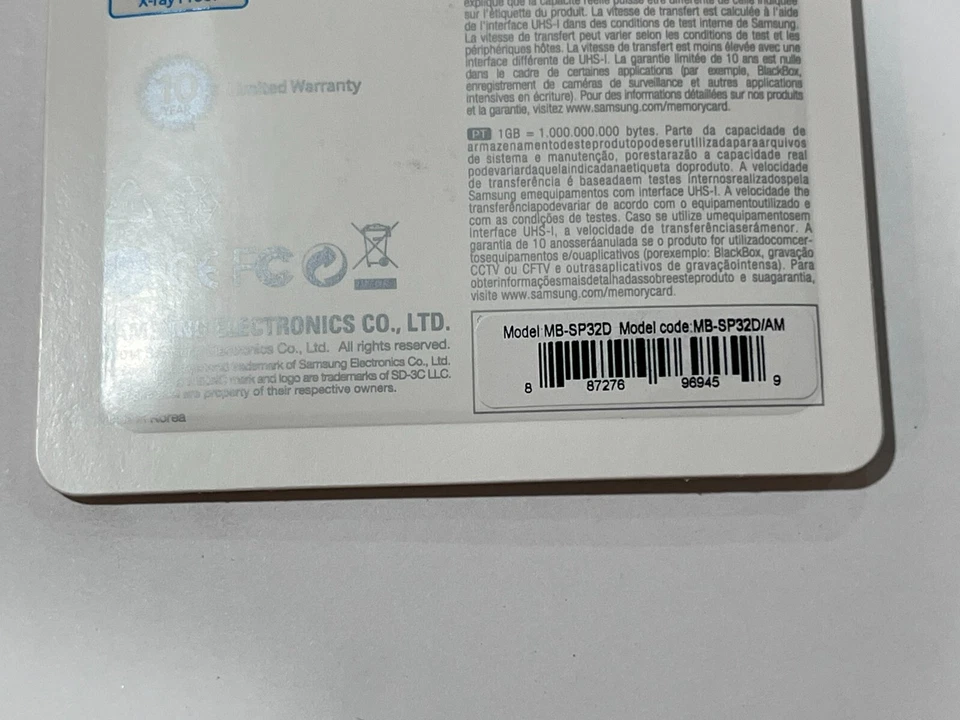 X-ray Proof
10
YEAR
Limited Warranty
CE FC
SAMSUNG ELECTRONICS CO., LTD.
Electronics Co., Ltd. All rights reserved.
trademark of Samsung Electronics Co., Ltd.
mark and logo are trademarks of SD-3C LLC.
are property of their respective owners.
in Korea
explique que la capacité réelle puisse être différente de celle indiquée
sur l'étiquette du produit. La vitesse de transfert est calculée à l'aide
de l'interface UHS-I dans des conditions de test interne de Samsung.
La vitesse de transfert peut varier selon les conditions de test et les
périphériques hôtes. La vitesse de transfert est moins élevée avec une
interface différente de UHS-I. La garantie limitée de 10 ans est nulle
dans le cadre de certaines applications (par exemple, BlackBox,
enregistrement de caméras de surveillance et autres applications
intensives en écriture). Pour des informations détaillées sur nos produits
et la garantie, visitez www.samsung.com/memorycard.
PT 1GB = 1.000.000.000 bytes. Parte da capacidade de
armazenamentodesteprodutopodeserutilizadaparaarquivos
de sistema e manutenção, porestarazão a capacidade real
podevariardaquelaindicadanaetiqueta doproduto. A velocidade
de transferência é baseadaem testes internosrealizadospela
Samsung emequipamentos com interface UHS-I. A velocidade the
transferênciapodevariar de acordo com o equipamentoutilizado e
com as condições de testes. Caso se utilize umequipamentosem
interface UHS-I, a velocidade de transferênciaserámenor. A
garantia de 10 anosseráanulada se o produto for utilizadocomcer-
tosequipamentos e/ouaplicativos (porexemplo: BlackBox, gravação
CCTV ou CFTV e outrasaplicativos de gravaçãointensa). Para
obterinformaçõesmaisdetalhadassobreesteproduto e suagarantia,
visite www.samsung.com/memorycard.
Model:MB-SP32D Model code:MB-SP32D/AM
8 87276 96945 9